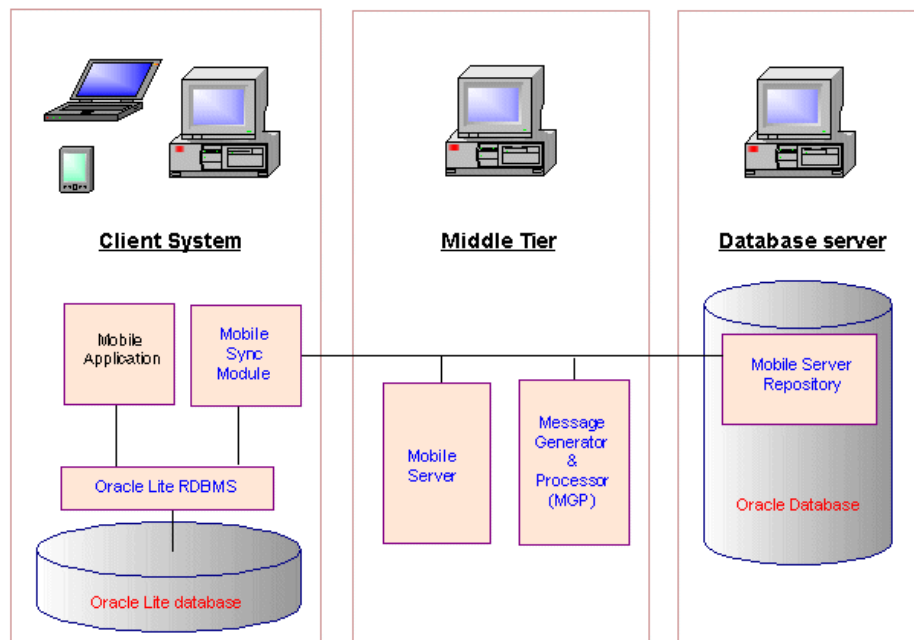 Client System
Middle Tier
Database server
Mobile
Application
Mobile
Sync
Module
Mobile Server
Repository
Mobile
Server
Message
Generator
&
Processor
(MGP)
Oracle Lite RDBMS
Oracle Database
Oracle Lite database